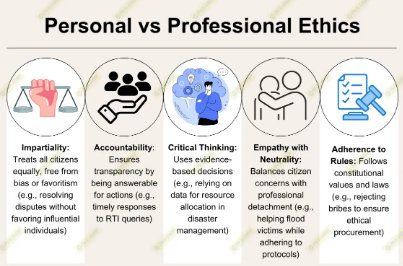 Personal vs Professional Ethics
Impartiality:
Treats all citizens
equally, free from
bias or favoritism
(e.g., resolving
disputes without
favoring influential
individuals)
Accountability:
Ensures
transparency by
being answerable
for actions (e.g.,
timely responses
to RTI queries)
Critical Thinking:
Uses evidence-
based decisions
(e.g., relying on
data for resource
allocation in
disaster
management)
Empathy with
Neutrality:
Balances citizen
concerns with
professional
detachment (e.g.,
helping flood
victims while
adhering to
protocols)
Adherence to
Rules: Follows
constitutional
values and laws
(e.g., rejecting
bribes to ensure
ethical
procurement)